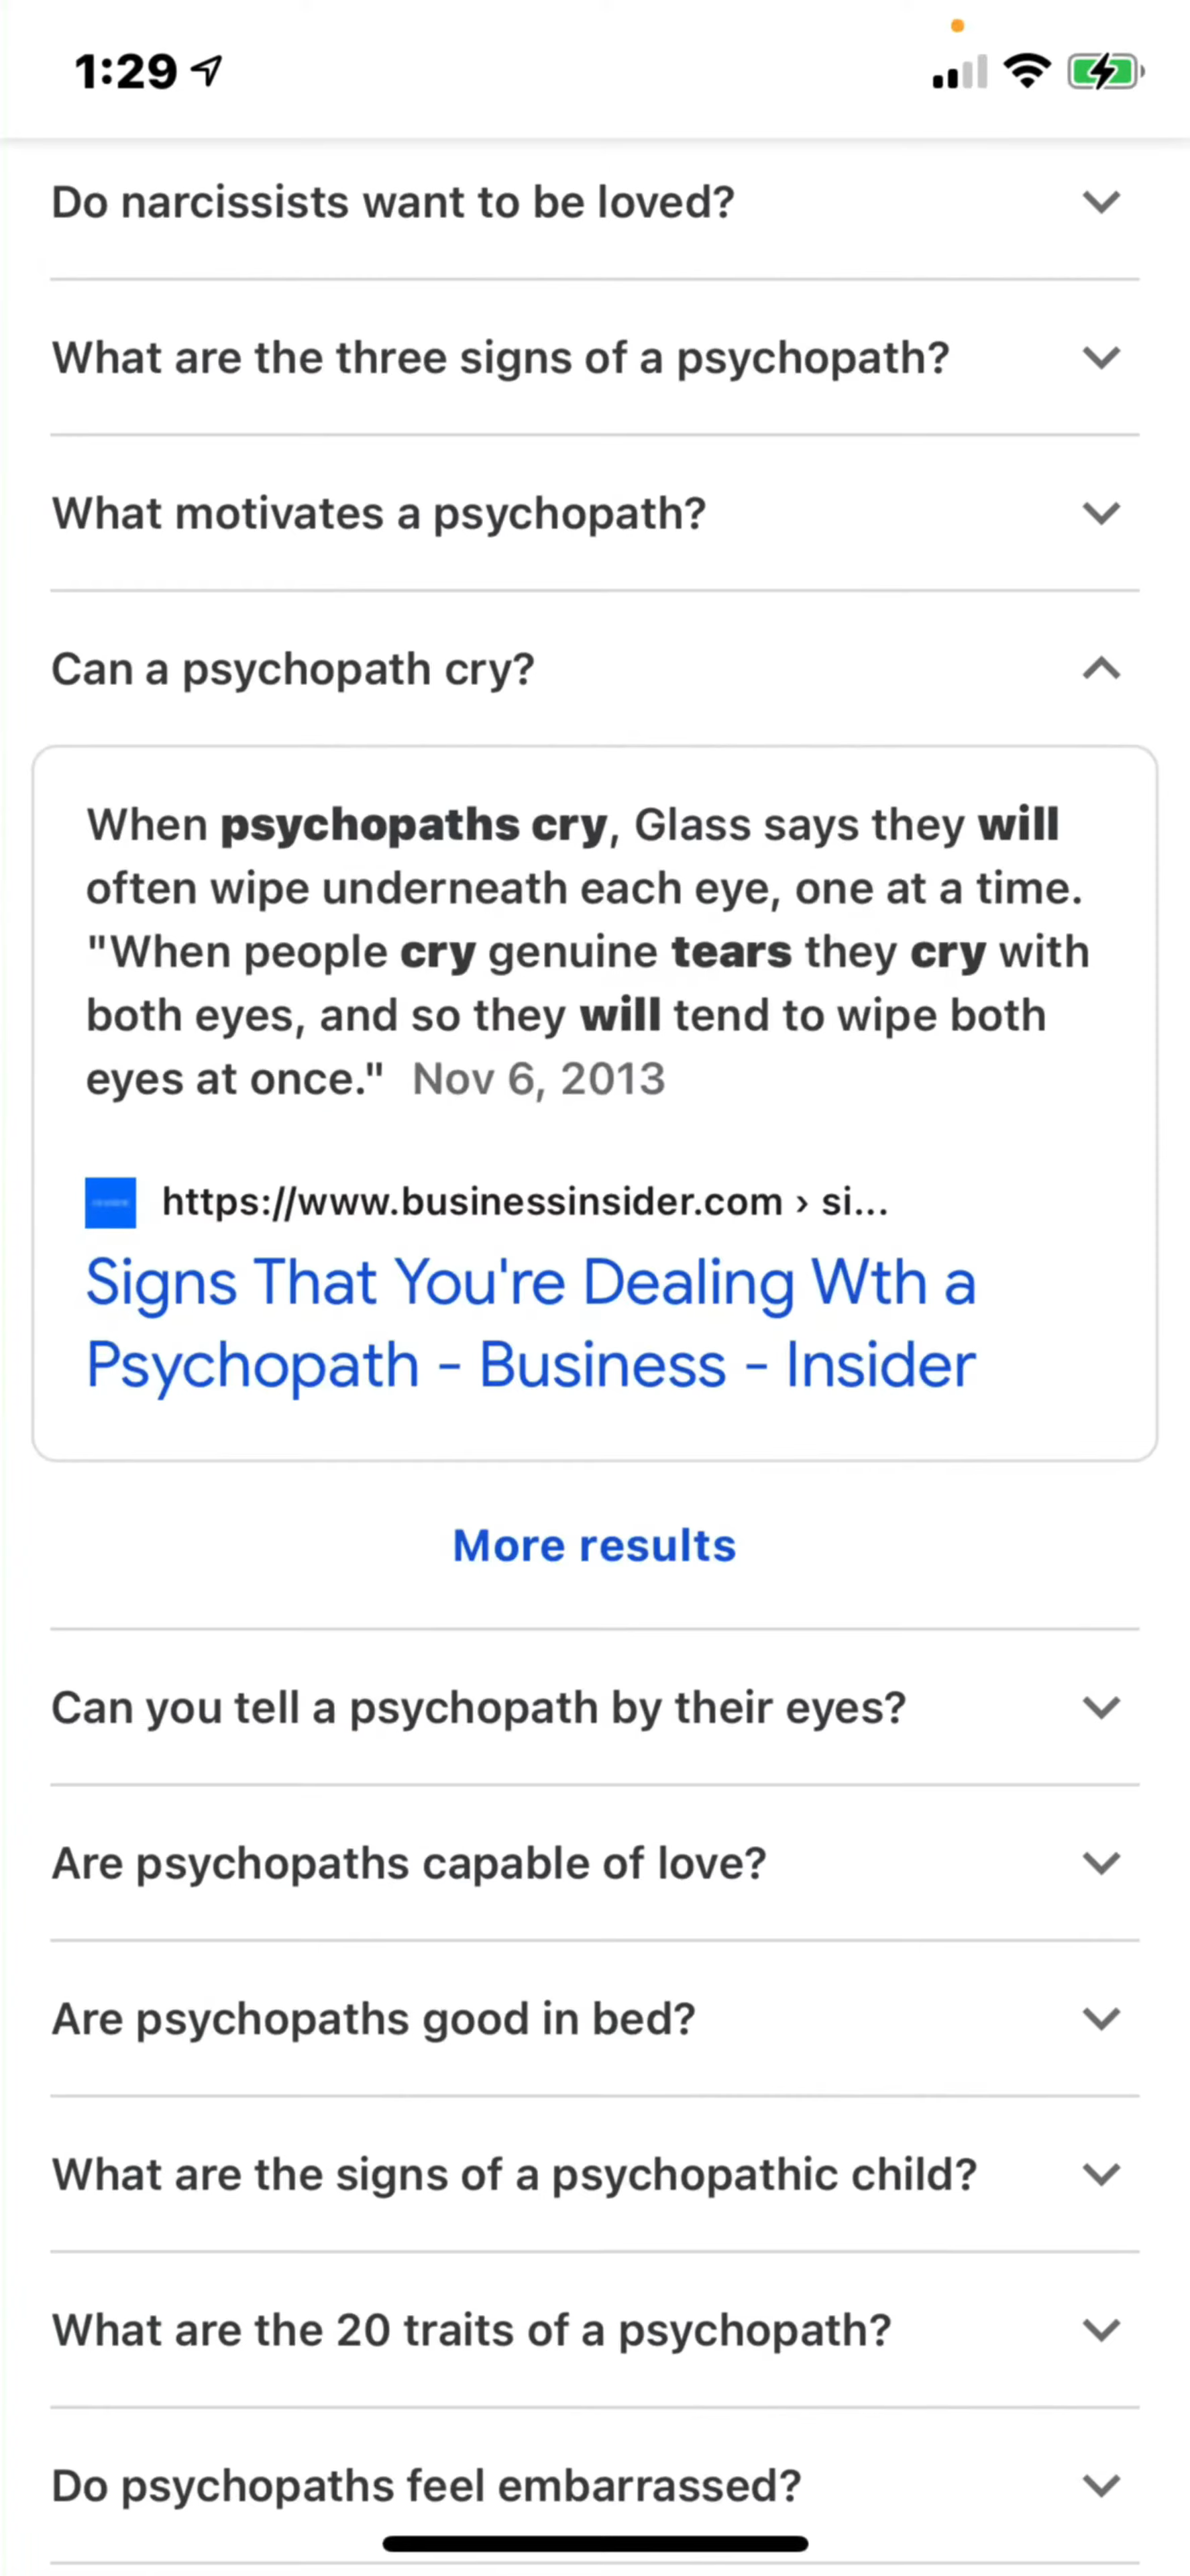 1:29
Do narcissists want to be loved?
What are the three signs of a psychopath?
What motivates a psychopath?
Can a psychopath cry?
When psychopaths cry, Glass says they will
often wipe underneath each eye, one at a time.
"When people cry genuine tears they cry with
both eyes, and so they will tend to wipe both
eyes at once." Nov 6, 2013
https://www.businessinsider.com › si...
Signs That You're Dealing Wth a
Psychopath - Business - Insider
More results
Can you tell a psychopath by their eyes?
Are psychopaths capable of love?
Are psychopaths good in bed?
What are the signs of a psychopathic child?
What are the 20 traits of a psychopath?
Do psychopaths feel embarrassed?